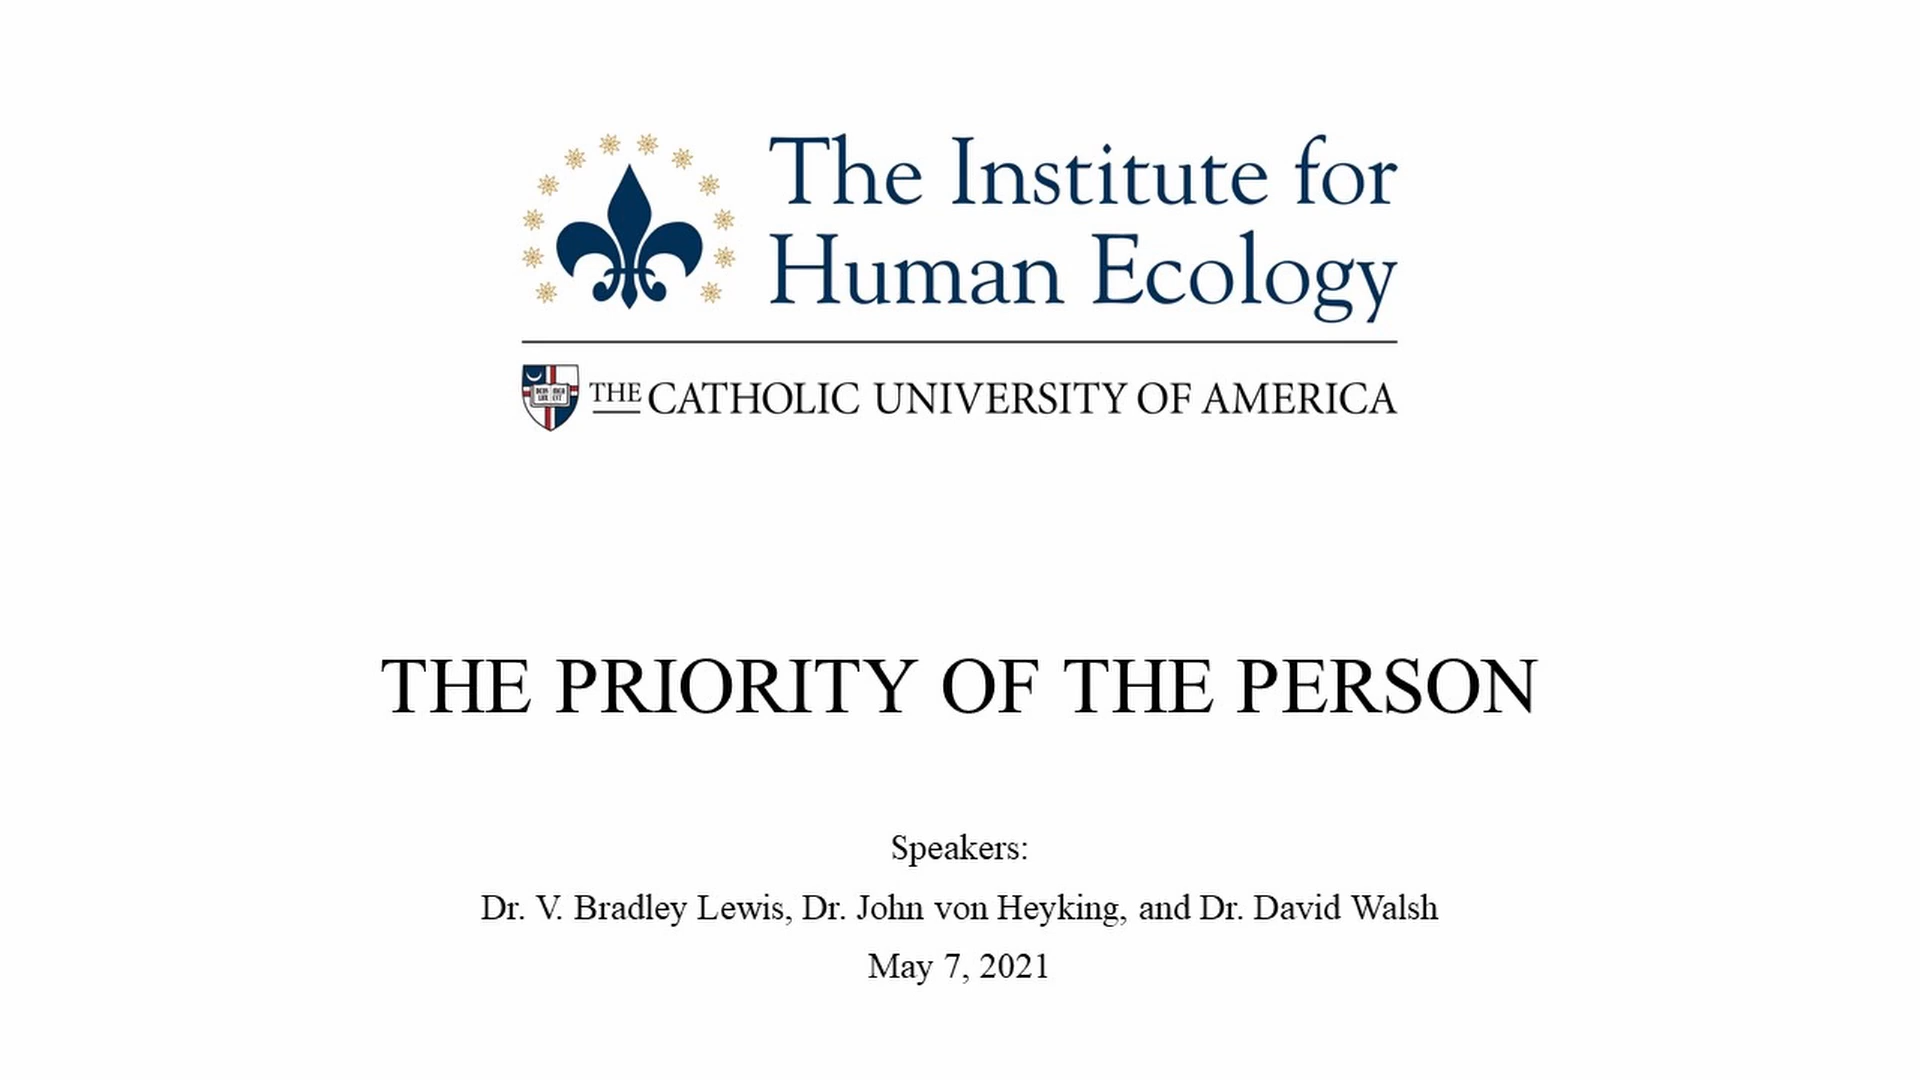 The Institute for
Human Ecology
THE CATHOLIC UNIVERSITY OF AMERICA
THE PRIORITY OF THE PERSON
Speakers:
Dr. V. Bradley Lewis, Dr. John von Heyking, and Dr. David Walsh
May 7, 2021